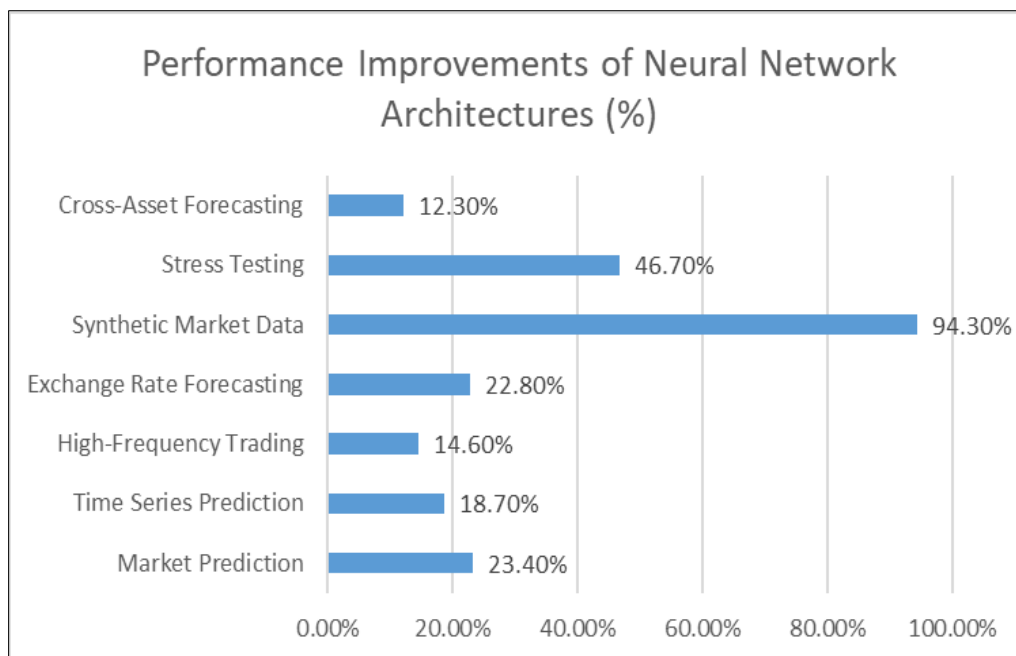 Performance Improvements of Neural Network
Architectures (%)
Cross-Asset Forecasting 12.30%
Stress Testing 46.70%
Synthetic Market Data 94.30%
Exchange Rate Forecasting 22.80%
High-Frequency Trading 14.60%
Time Series Prediction 18.70%
Market Prediction 23.40%
0.00% 20.00% 40.00% 60.00% 80.00% 100.00%